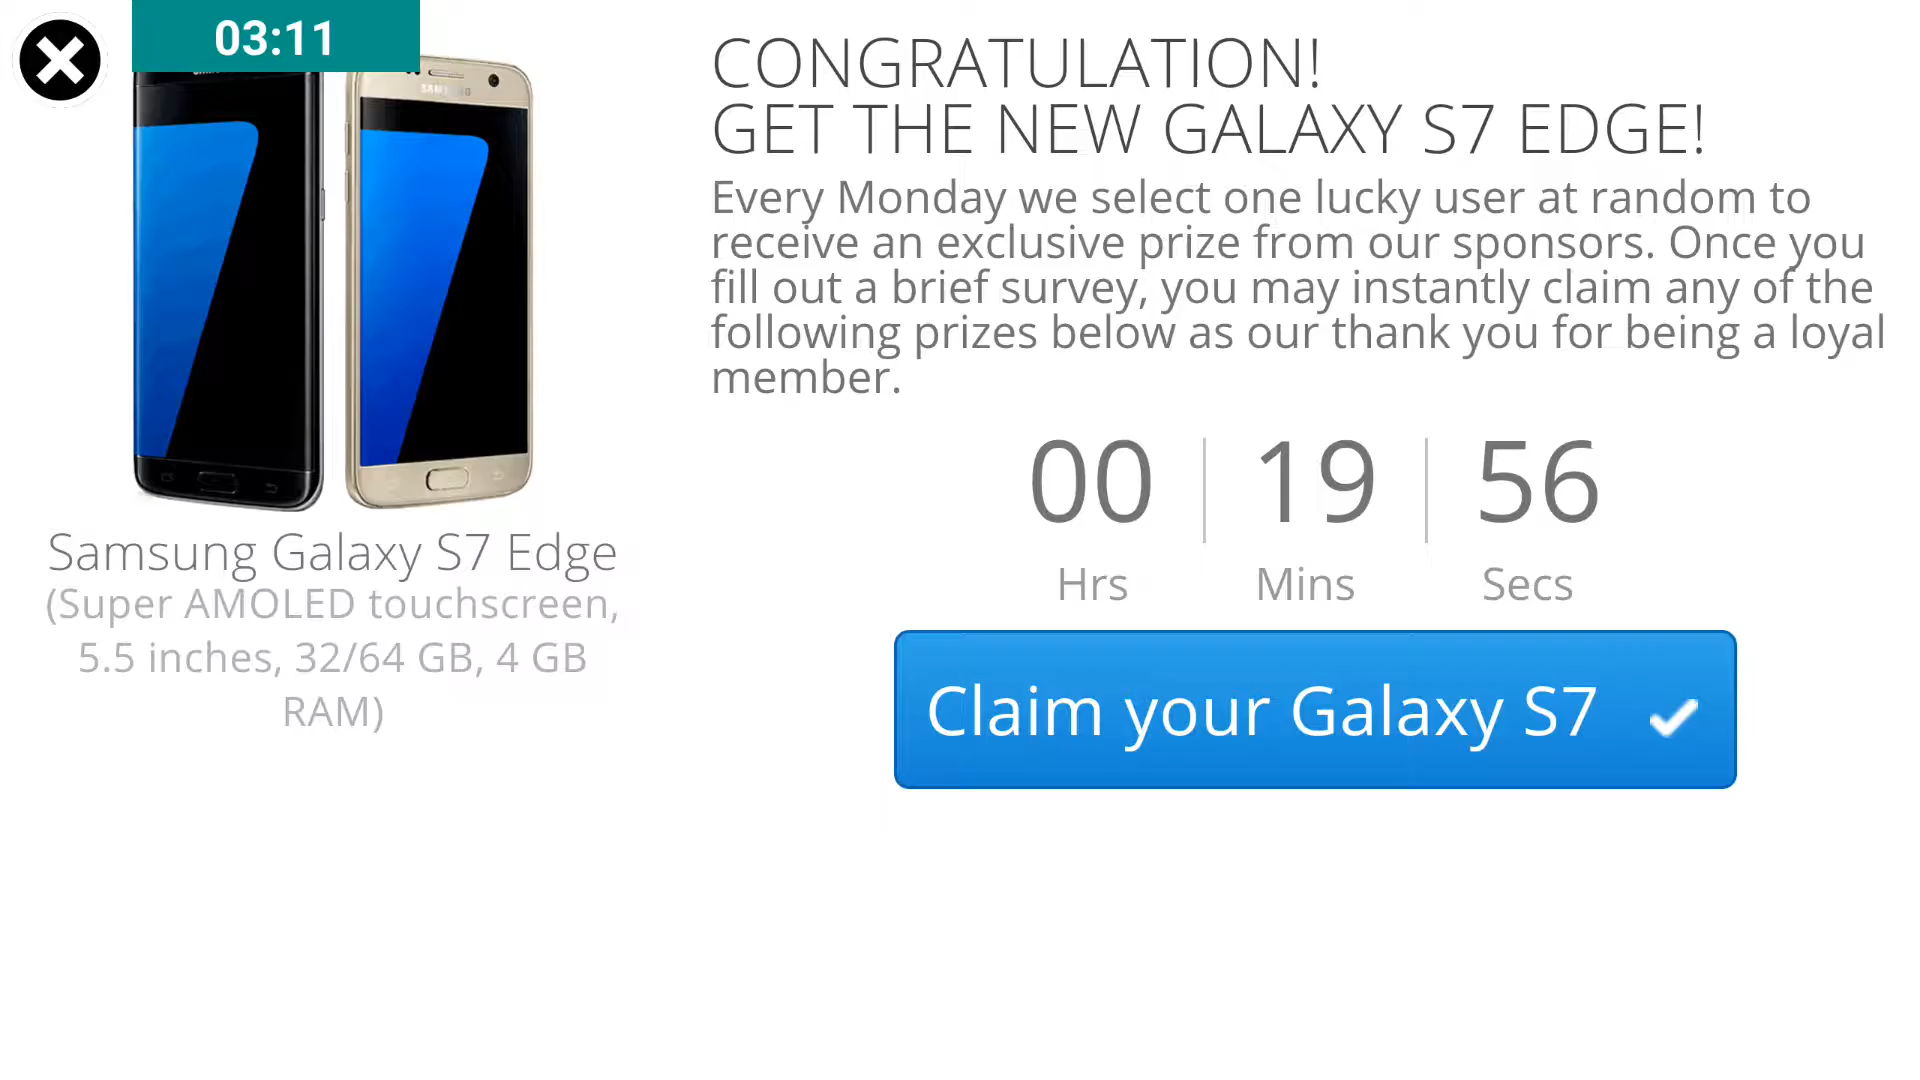 03:11
SAMSUNG
CONGRATULATION!
GET THE NEW GALAXY S7 EDGE!
Every Monday we select one lucky user at random to
receive an exclusive prize from our sponsors. Once you
fill out a brief survey, you may instantly claim any of the
following prizes below as our thank you for being a loyal
member.
00 19 56
Hrs Mins Secs
Claim your Galaxy S7
Samsung Galaxy S7 Edge
(Super AMOLED touchscreen,
5.5 inches, 32/64 GB, 4 GB
RAM)